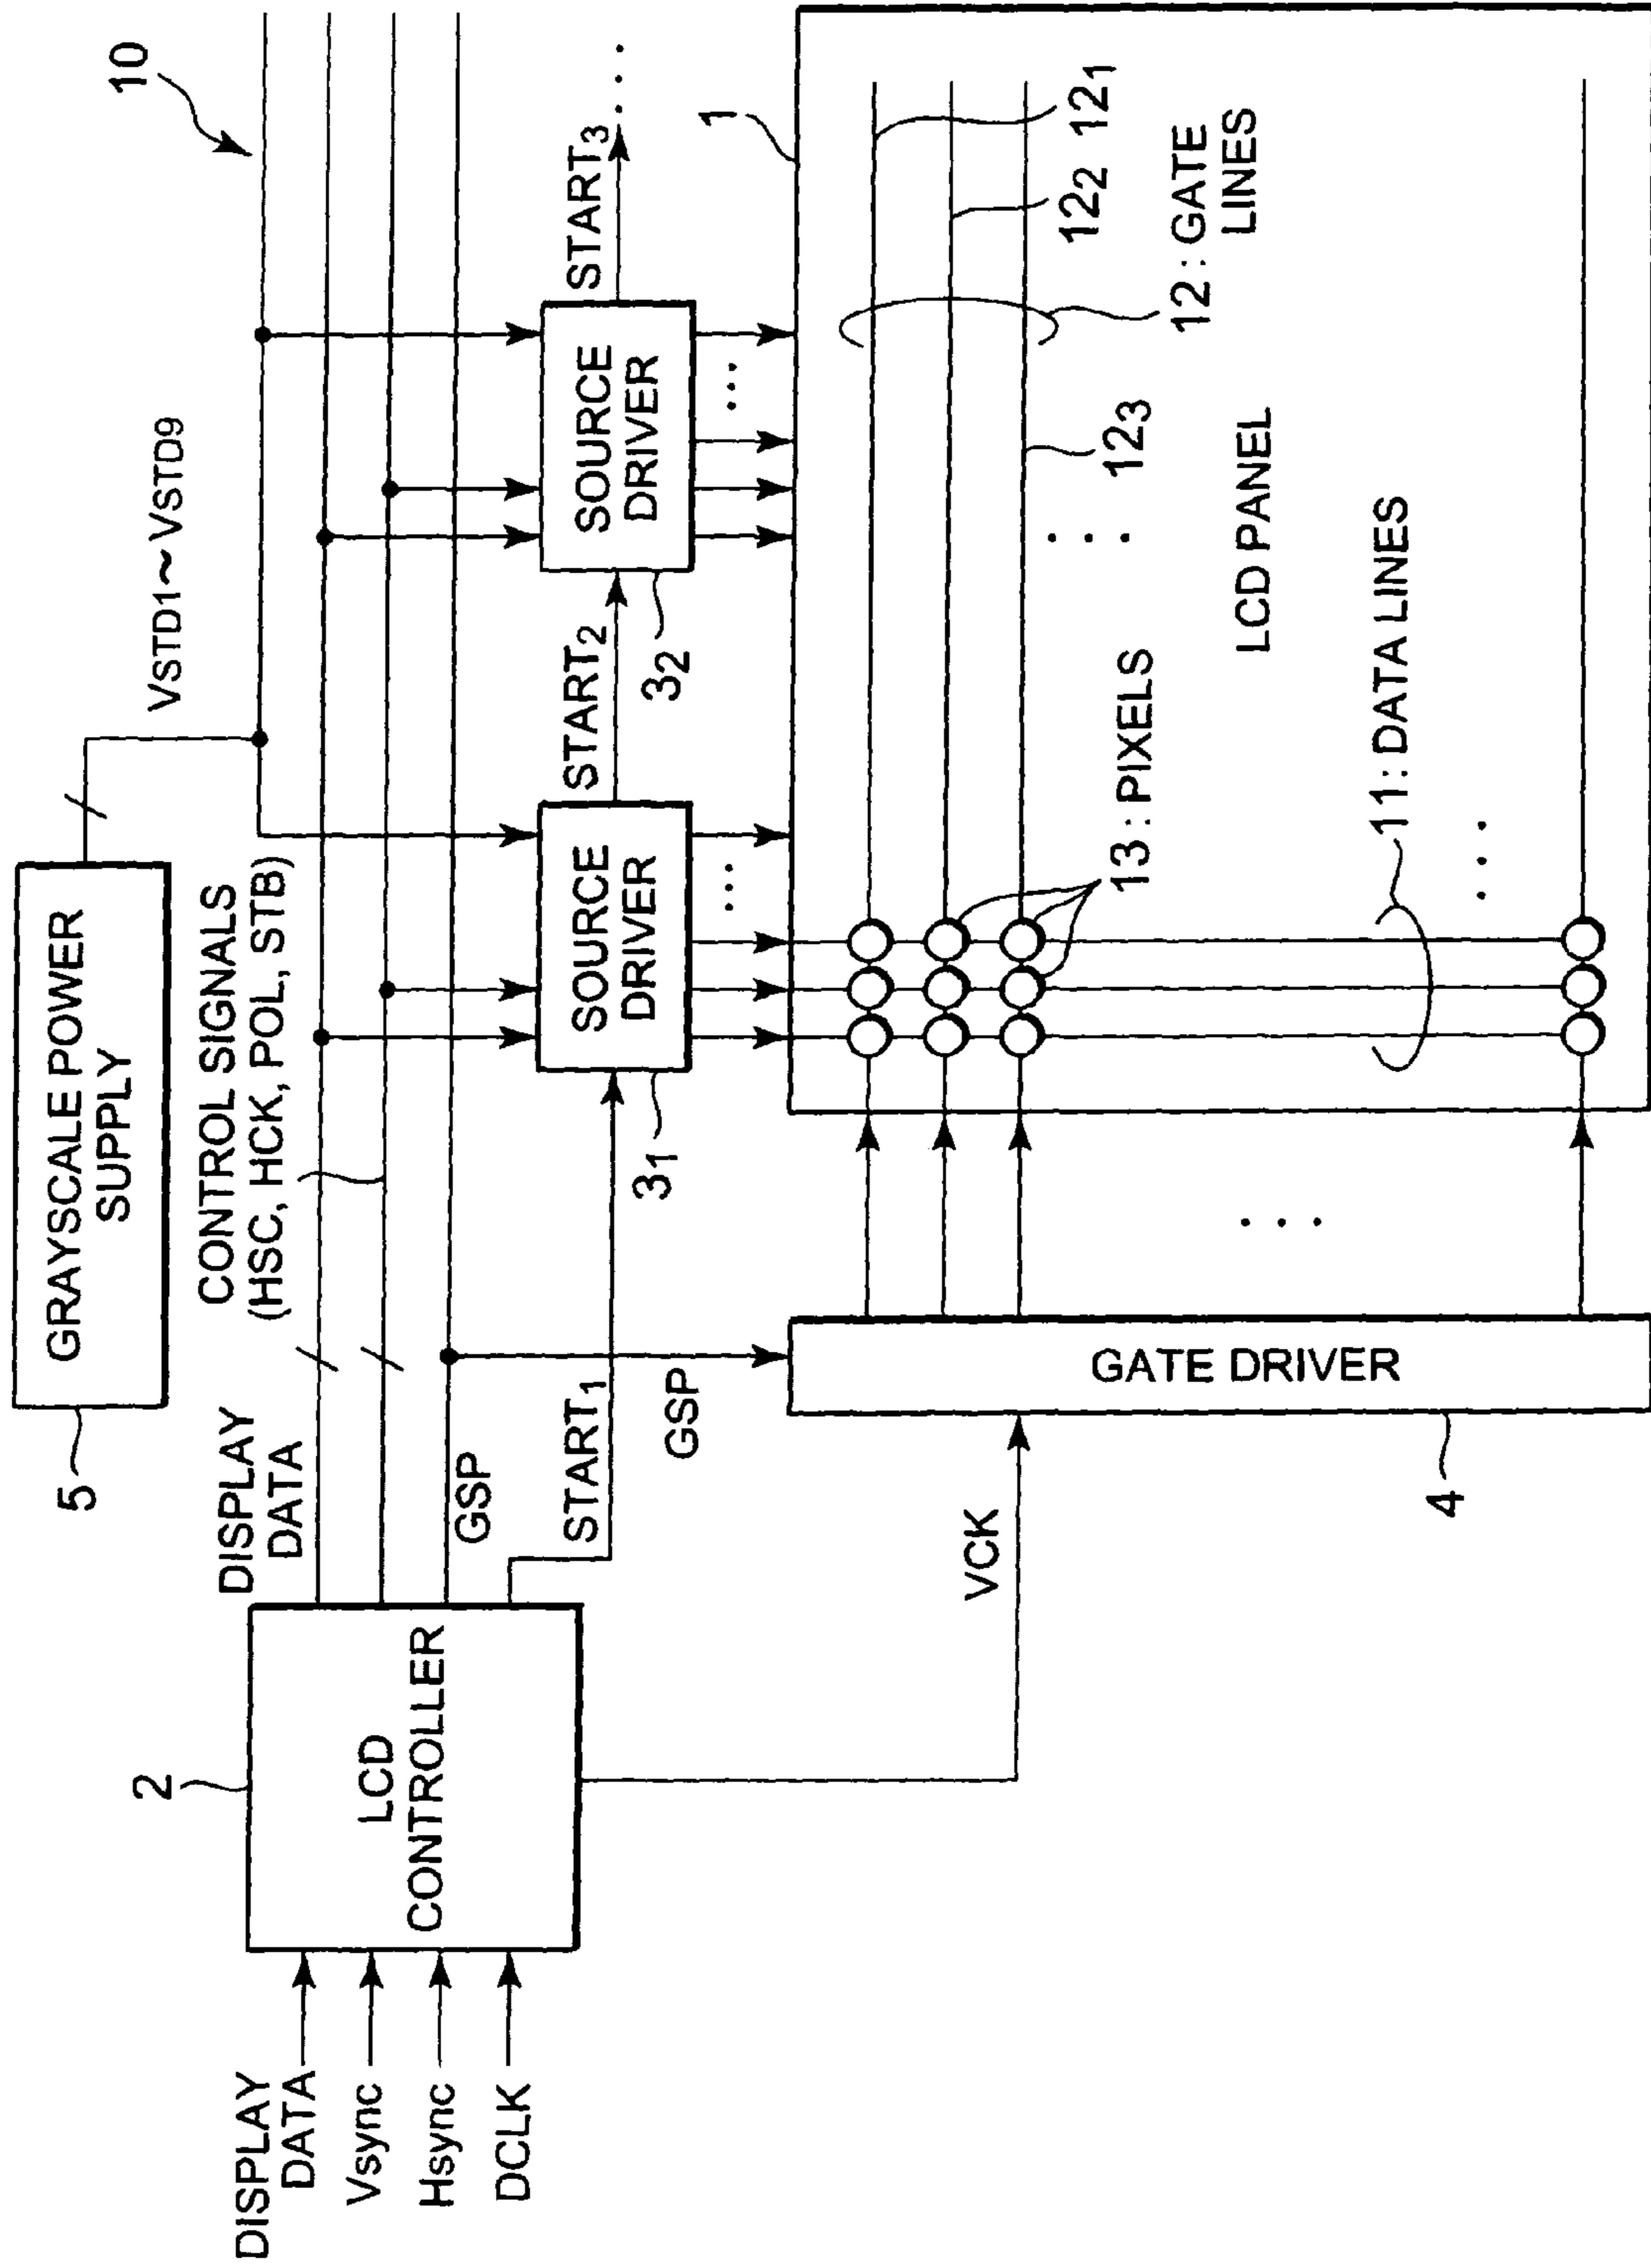 10
5
GRAYSCALE POWER
SUPPLY
VSTD1~VSTD9
DISPLAY
DATA
CONTROL SIGNALS
(HSC, HCK, POL, STB)
2
LCD
CONTROLLER
DISPLAY
DATA
Vsync
Hsync
DCLK
GSP
START1
GSP
31
SOURCE
DRIVER
...
START2
32
SOURCE
DRIVER
...
START3
...
VCK
4
GATE DRIVER
...
1
121
122
123
12 : GATE
LINES
13 : PIXELS
...
LCD PANEL
11 : DATA LINES
...